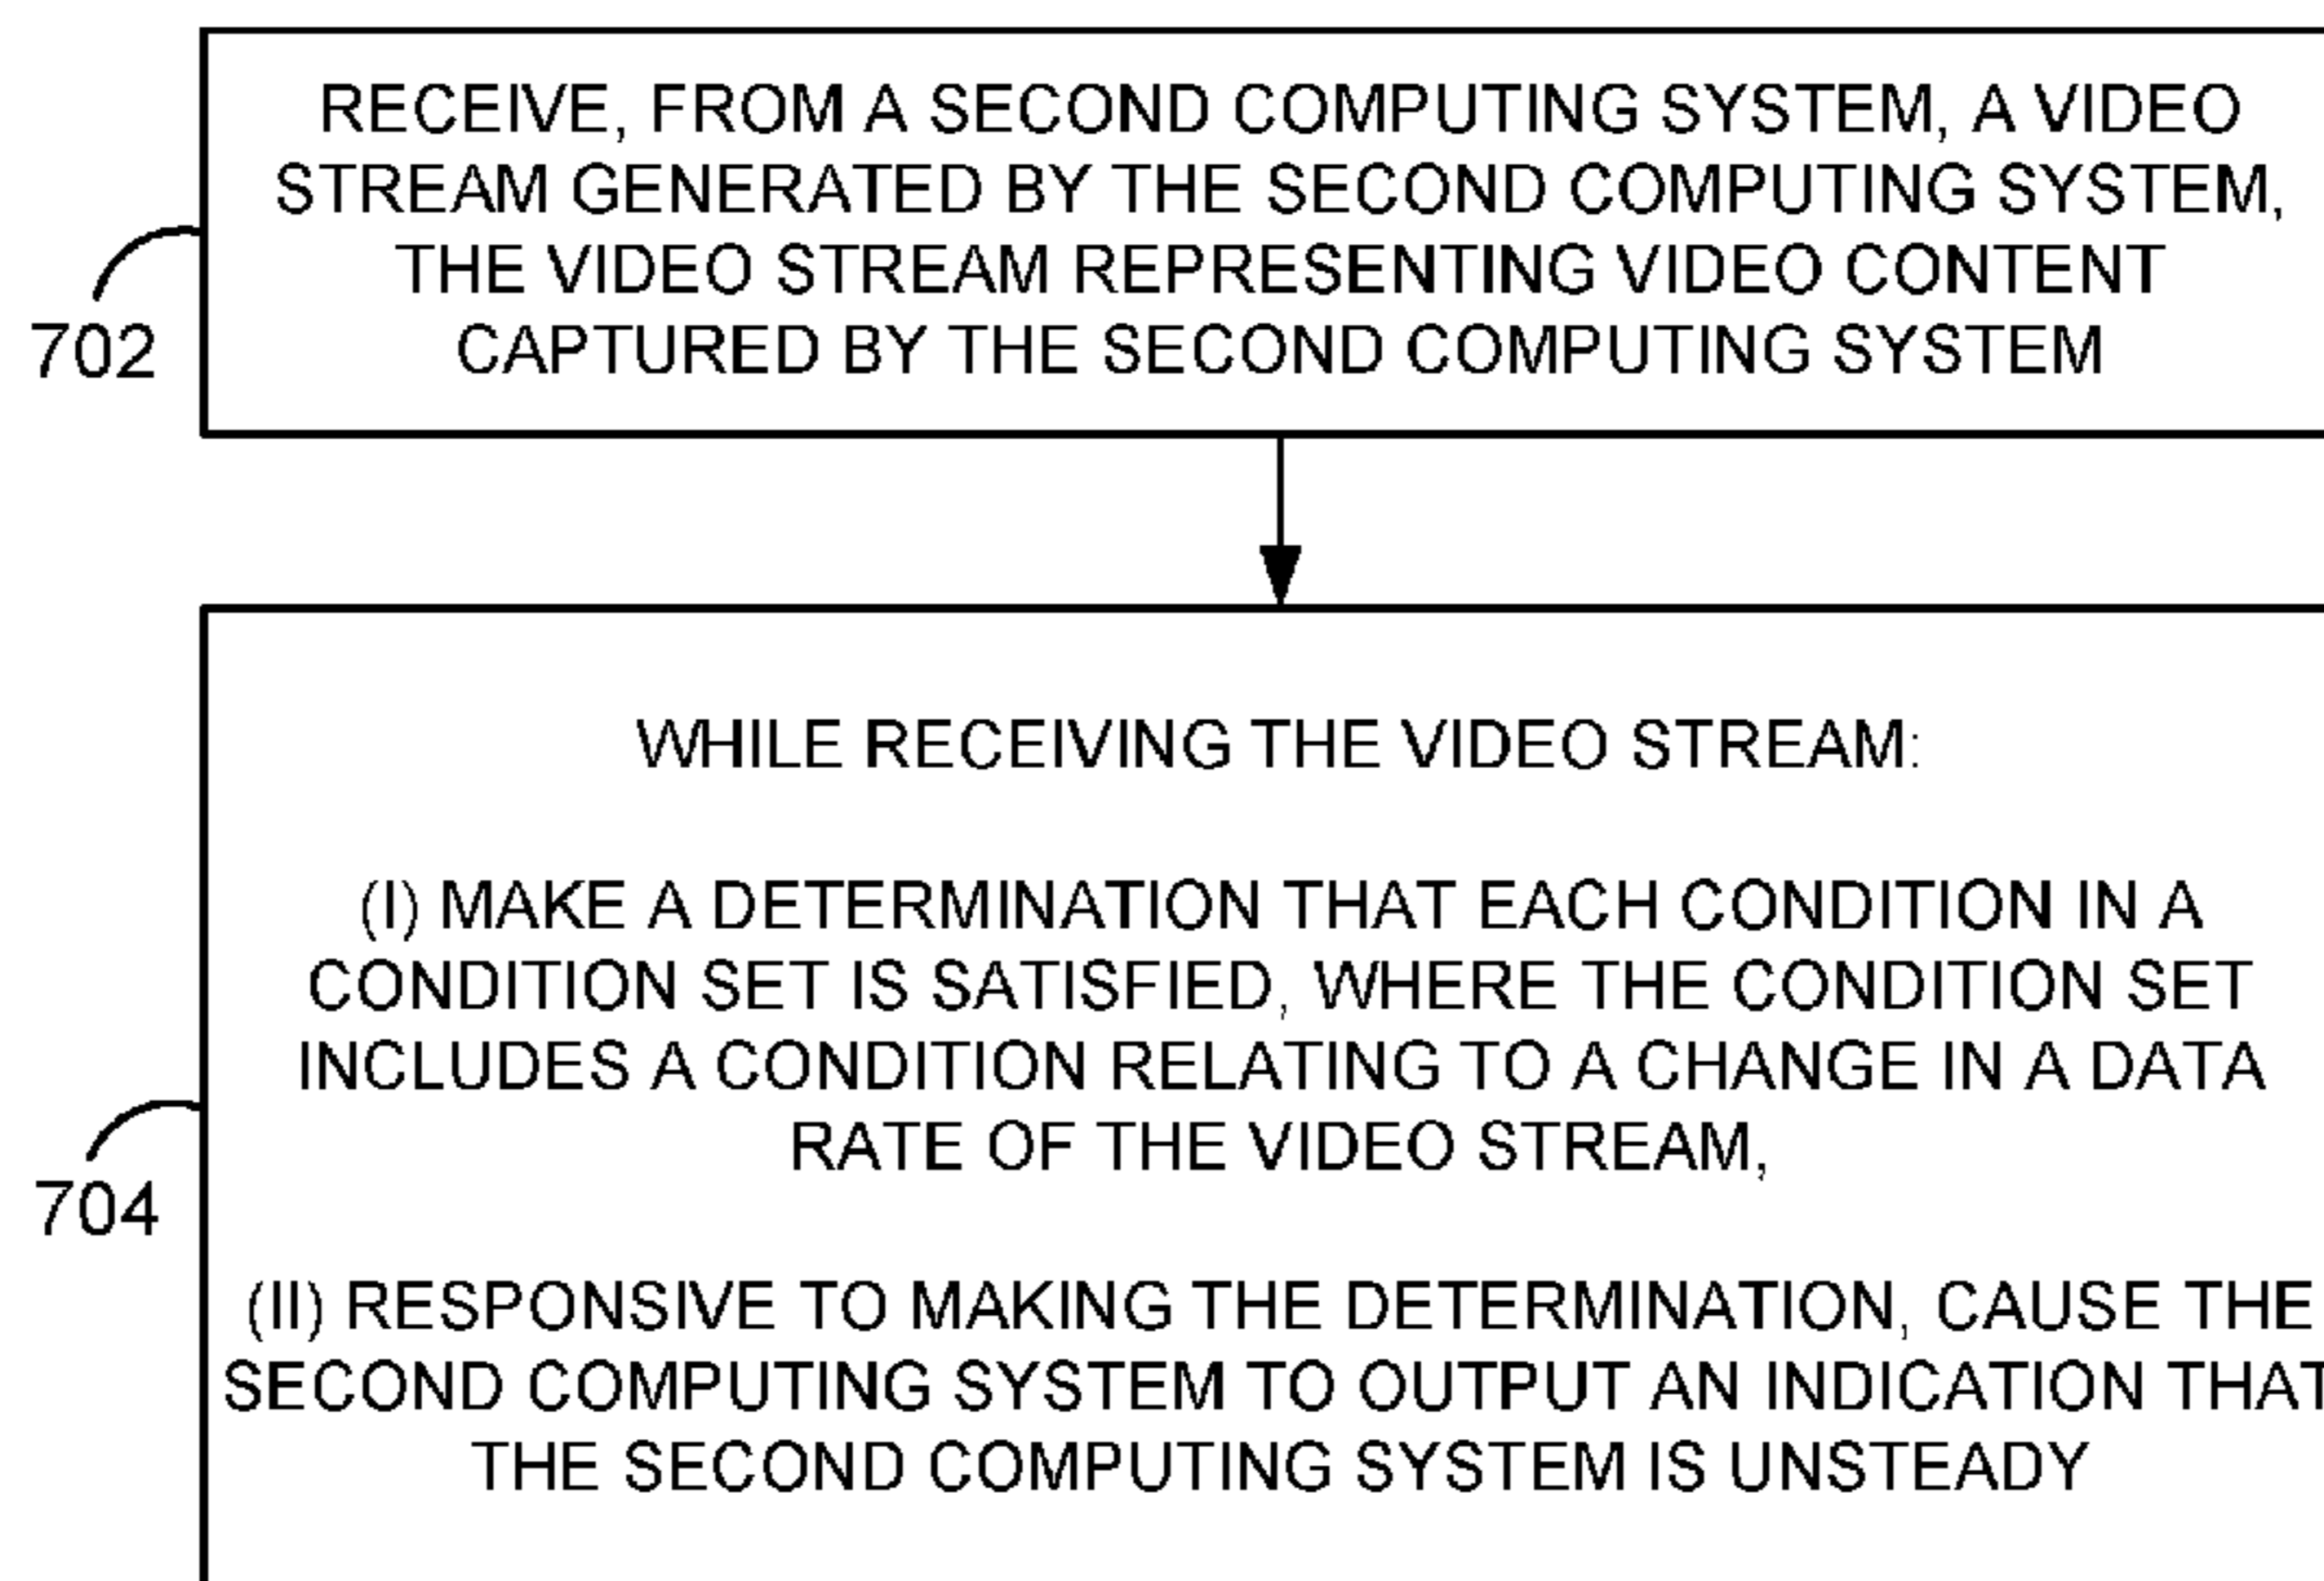 RECEIVE, FROM A SECOND COMPUTING SYSTEM, A VIDEO
STREAM GENERATED BY THE SECOND COMPUTING SYSTEM,
THE VIDEO STREAM REPRESENTING VIDEO CONTENT
CAPTURED BY THE SECOND COMPUTING SYSTEM
702
WHILE RECEIVING THE VIDEO STREAM:
(I) MAKE A DETERMINATION THAT EACH CONDITION IN A
CONDITION SET IS SATISFIED, WHERE THE CONDITION SET
INCLUDES A CONDITION RELATING TO A CHANGE IN A DATA
RATE OF THE VIDEO STREAM,
704
(II) RESPONSIVE TO MAKING THE DETERMINATION, CAUSE THE
SECOND COMPUTING SYSTEM TO OUTPUT AN INDICATION THAT
THE SECOND COMPUTING SYSTEM IS UNSTEADY